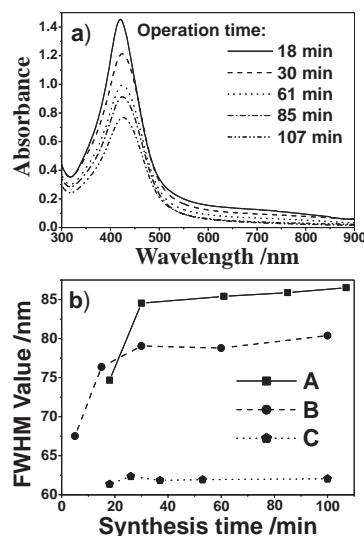 a)
Operation time:
18 min
30 min
61 min
85 min
107 min
Absorbance
1.4
1.2
1.0
0.8
0.6
0.4
0.2
0.0
300 400 500 600 700 800 900
Wavelength /nm
b)
FWHM Value /nm
85
80
75
70
65
60
A
B
C
0 20 40 60 80 100
Synthesis time /min